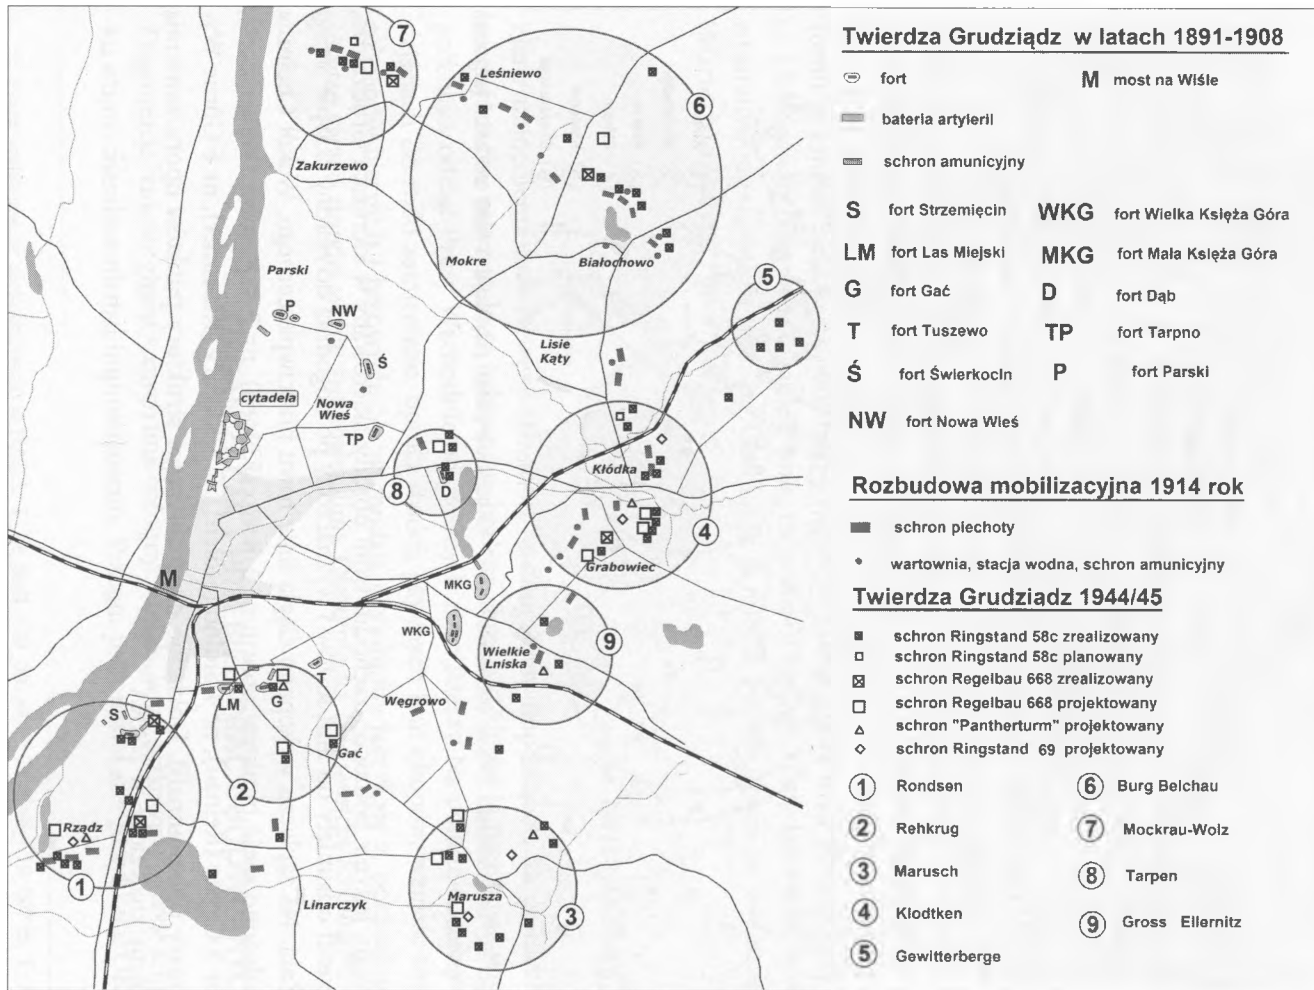 7
Leśniewo
6
Zakurzewo
Mokre
Białochowo
Parski
5
P
NW
Lisie
Kąty
Ś
cytadela
Nowa
Wieś
TP
Kłódka
8
D
4
M
MKG
Grabowiec
WKG
9
Wielkie
Lniska
T
LM
G
Węgrowo
S
Gać
2
Rządz
1
Linarczyk
Marusza
3
Twierdza Grudziądz w latach 1891-1908
fort
M most na Wiśle
bateria artylerii
schron amunicyjny
S fort Strzemięcin
WKG fort Wielka Księża Góra
LM fort Las Miejski
MKG fort Mała Księża Góra
G fort Gać
D fort Dąb
T fort Tuszewo
TP fort Tarpno
Ś fort Świerkocin
P fort Parski
NW fort Nowa Wieś
Rozbudowa mobilizacyjna 1914 rok
schron piechoty
wartownia, stacja wodna, schron amunicyjny
Twierdza Grudziadz 1944/45
schron Ringstand 58c zrealizowany
schron Ringstand 58c planowany
schron Regelbau 668 zrealizowany
schron Regelbau 668 projektowany
schron "Pantherturm" projektowany
schron Ringstand 69 projektowany
1 Rondsen
6 Burg Belchau
2 Rehkrug
7 Mockrau-Wolz
3 Marusch
8 Tarpen
4 Klodtken
9 Gross Ellernitz
5 Gewitterberge